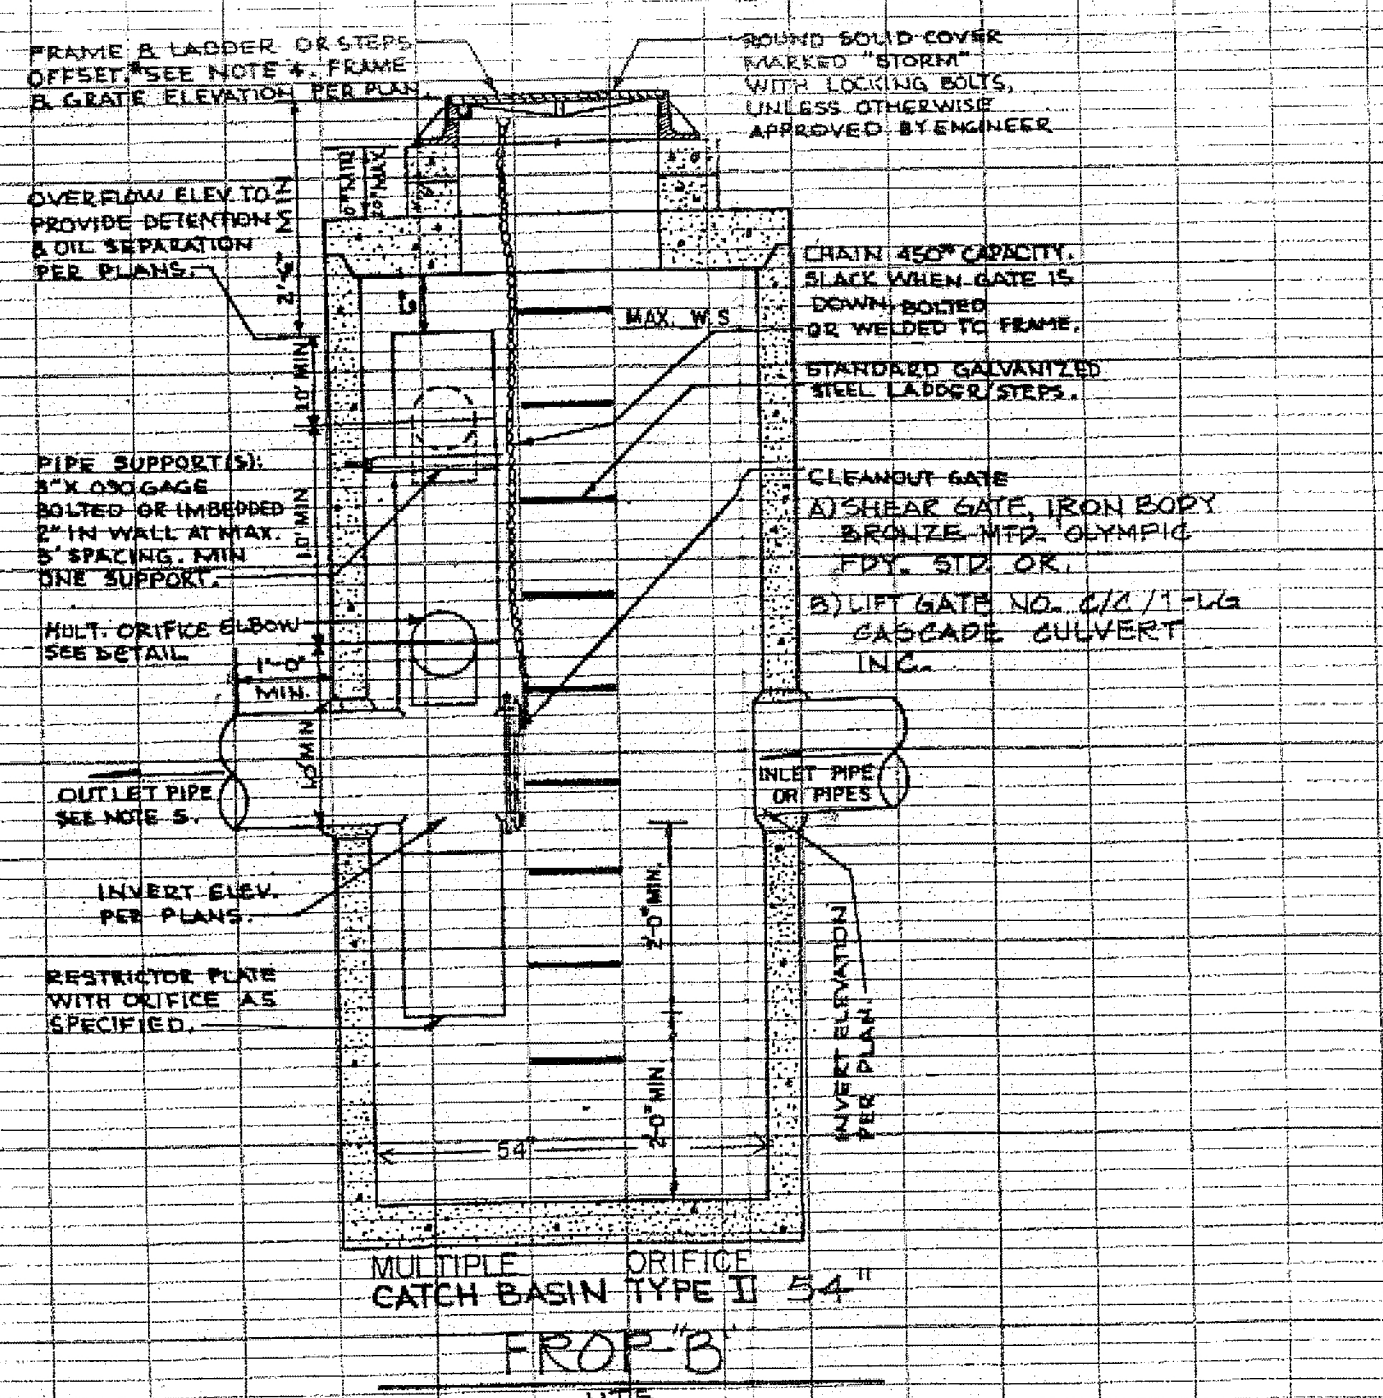 FRAME & LADDER OR STEPS
OFFSET.*SEE NOTE 4. FRAME
& GRATE ELEVATION PER PLAN.
ROUND SOLID COVER
MARKED "STORM"
WITH LOCKING BOLTS,
UNLESS OTHERWISE
APPROVED BY ENGINEER
OVERFLOW ELEV. TO
PROVIDE DETENTION
& OIL SEPARATION
PER PLANS.
2'-6" MIN
MIN
20" MAX
6"
CHAIN 450# CAPACITY.
SLACK WHEN GATE IS
DOWN, BOLTED
OR WELDED TO FRAME.
MAX. W.S
STANDARD GALVANIZED
STEEL LADDER/STEPS.
1.0' MIN
PIPE SUPPORT(S):
3" X .090 GAGE
BOLTED OR IMBEDDED
2" IN WALL AT MAX.
3' SPACING. MIN
ONE SUPPORT.
1.0' MIN
CLEANOUT GATE
A) SHEAR GATE, IRON BODY
BRONZE MTD. OLYMPIC
FDY. STD. OR,
B) LIFT GATE NO. C/C/1-LG
CASCADE CULVERT
INC.
MULT. ORIFICE ELBOW
SEE DETAIL
1'-0"
MIN.
1.0' MIN
OUTLET PIPE
SEE NOTE 5.
INLET PIPE
OR PIPES
INVERT ELEV.
PER PLANS.
2'-0" MIN.
INVERT ELEVATION
PER PLAN.
RESTRICTOR PLATE
WITH ORIFICE AS
SPECIFIED.
2'-0" MIN
54"
MULTIPLE ORIFICE
CATCH BASIN TYPE II 54"
FROP-"B"